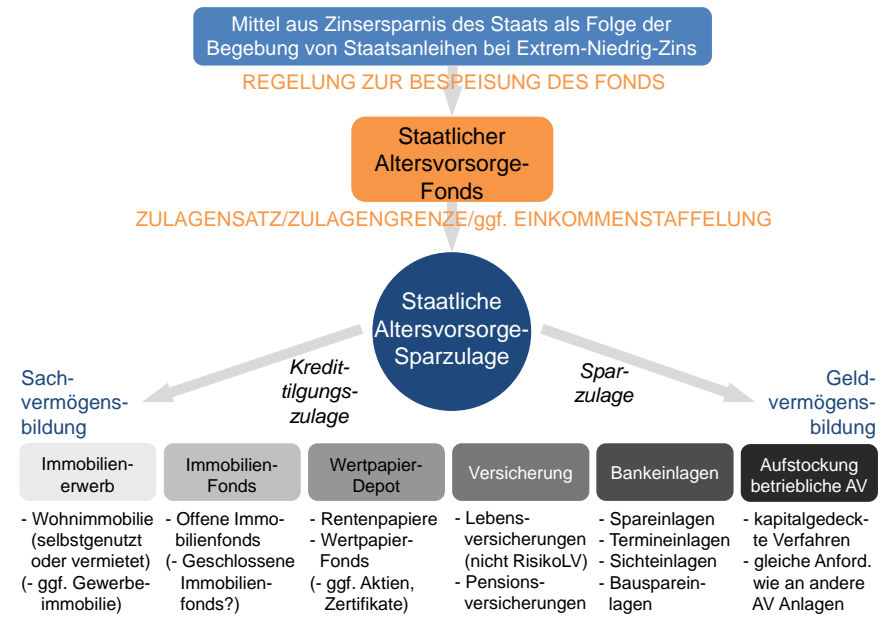 Mittel aus Zinsersparnis des Staats als Folge der
Begebung von Staatsanleihen bei Extrem-Niedrig-Zins
REGELUNG ZUR BESPEISUNG DES FONDS
Staatlicher
Altersvorsorge-
Fonds
ZULAGENSATZ/ZULAGENGRENZE/ggf. EINKOMMENSTAFFELUNG
Staatliche
Altersvorsorge-
Sparzulage
Kredit-
tilgungs-
zulage
Spar-
zulage
Sach-
vermögens-
bildung
Geld-
vermögens-
bildung
Immobilien-
erwerb
- Wohnimmobilie
(selbstgenutzt
oder vermietet)
(- ggf. Gewerbe-
immobilie)
Immobilien-
Fonds
- Offene Immo-
bilienfonds
(- Geschlossene
Immobilien-
fonds?)
Wertpapier-
Depot
- Rentenpapiere
- Wertpapier-
Fonds
(- ggf. Aktien,
Zertifikate)
Versicherung
- Lebens-
versicherungen
(nicht RisikoLV)
- Pensions-
versicherungen
Bankeinlagen
- Spareinlagen
- Termineinlagen
- Sichteinlagen
- Bausparein-
lagen
Aufstockung
betriebliche AV
- kapitalgedeck-
te Verfahren
- gleiche Anford.
wie an andere
AV Anlagen